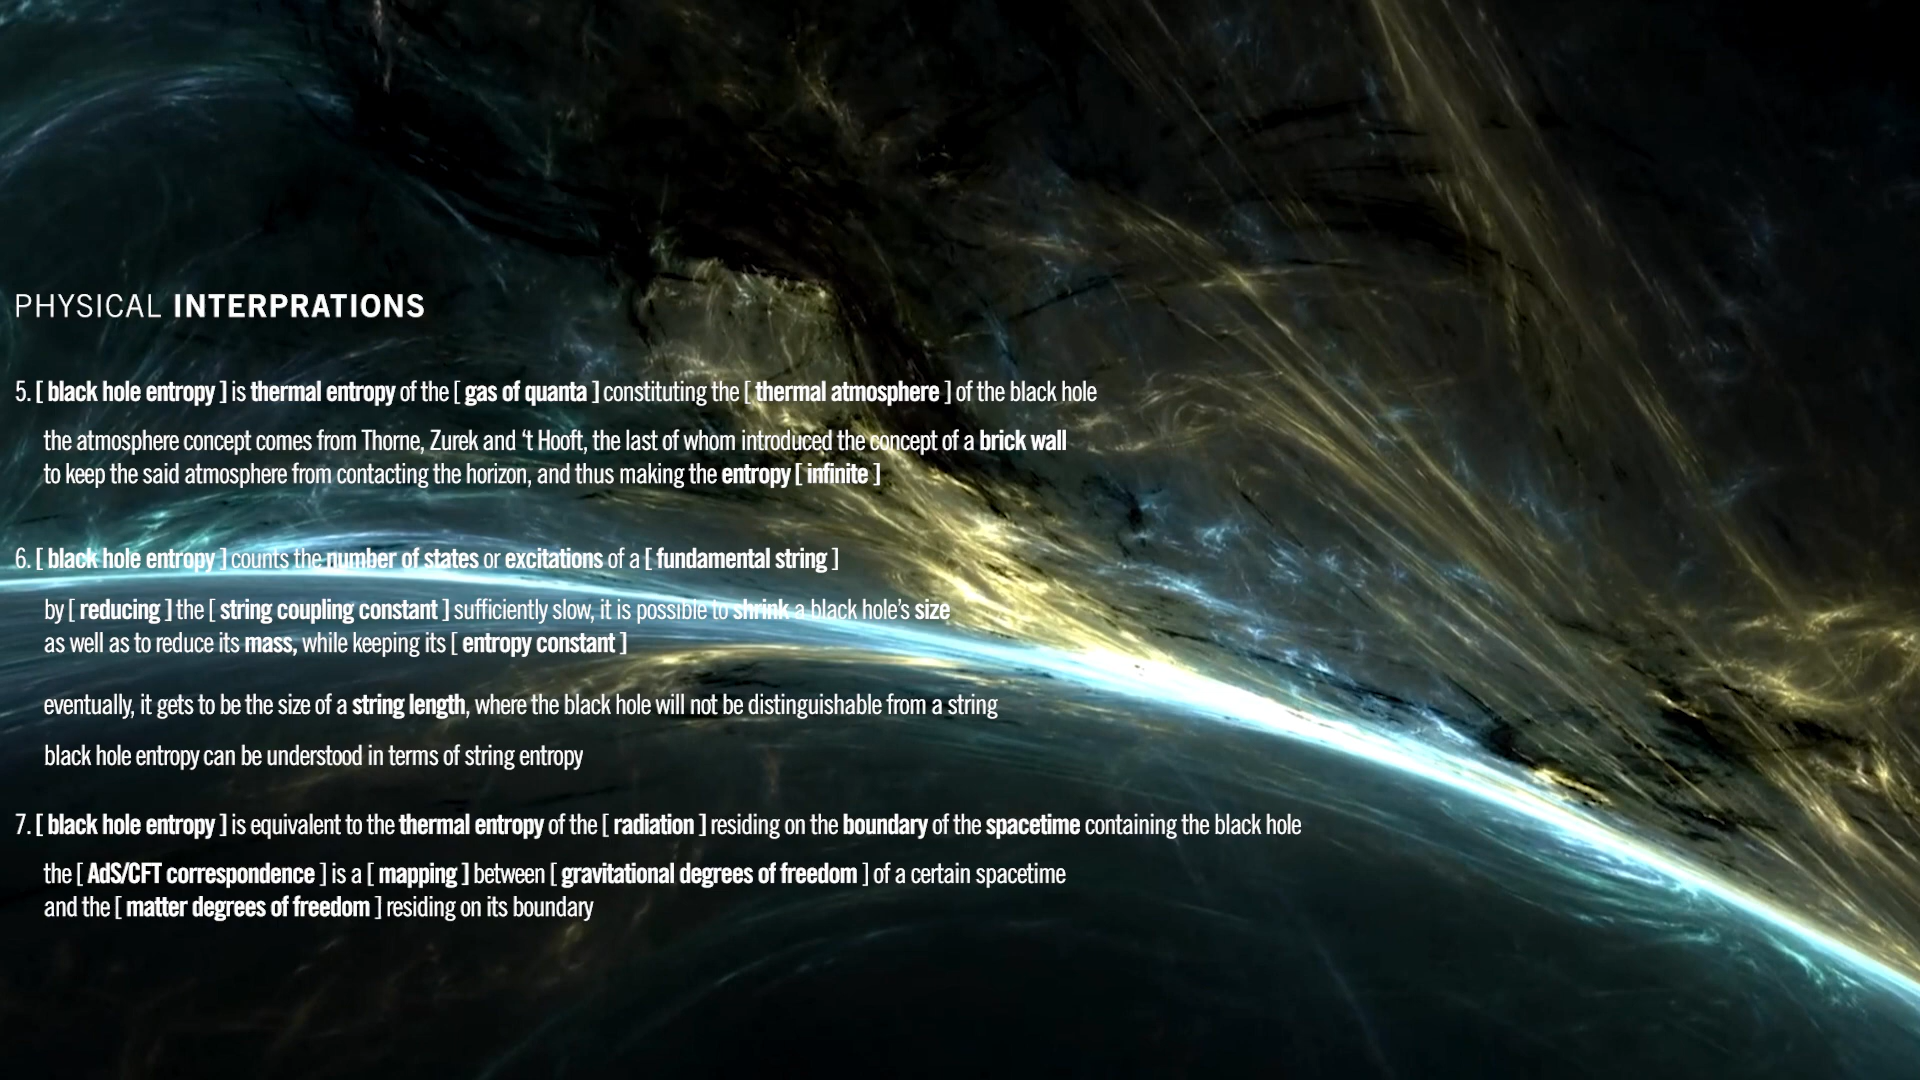 PHYSICAL INTERPRATIONS
5. [ black hole entropy ] is thermal entropy of the [ gas of quanta ] constituting the [ thermal atmosphere ] of the black hole
the atmosphere concept comes from Thorne, Zurek and ‘t Hooft, the last of whom introduced the concept of a brick wall
to keep the said atmosphere from contacting the horizon, and thus making the entropy [ infinite ]
6. [ black hole entropy ] counts the number of states or excitations of a [ fundamental string ]
by [ reducing ] the [ string coupling constant ] sufficiently slow, it is possible to shrink a black hole’s size
as well as to reduce its mass, while keeping its [ entropy constant ]
eventually, it gets to be the size of a string length, where the black hole will not be distinguishable from a string
black hole entropy can be understood in terms of string entropy
7. [ black hole entropy ] is equivalent to the thermal entropy of the [ radiation ] residing on the boundary of the spacetime containing the black hole
the [ AdS/CFT correspondence ] is a [ mapping ] between [ gravitational degrees of freedom ] of a certain spacetime
and the [ matter degrees of freedom ] residing on its boundary